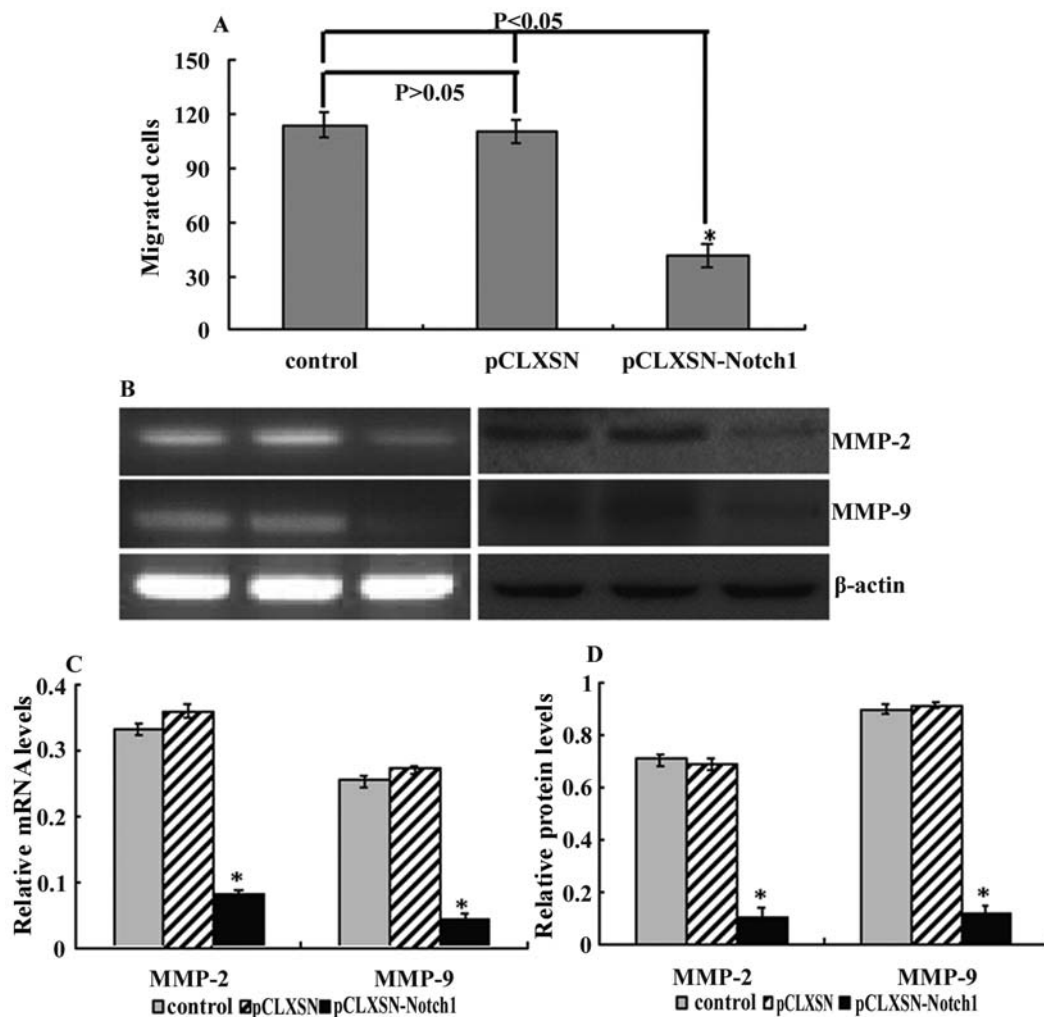 A
P<0.05
P>0.05
Migrated cells
150
120
90
60
30
0
*
control pCLXSN pCLXSN-Notch1
B
MMP-2
MMP-9
β-actin
C
Relative mRNA levels
0.4
0.3
0.2
0.1
0
*
*
MMP-2 MMP-9
control pCLXSN pCLXSN-Notch1
D
Relative protein levels
1
0.8
0.6
0.4
0.2
0
*
*
MMP-2 MMP-9
control pCLXSN pCLXSN-Notch1